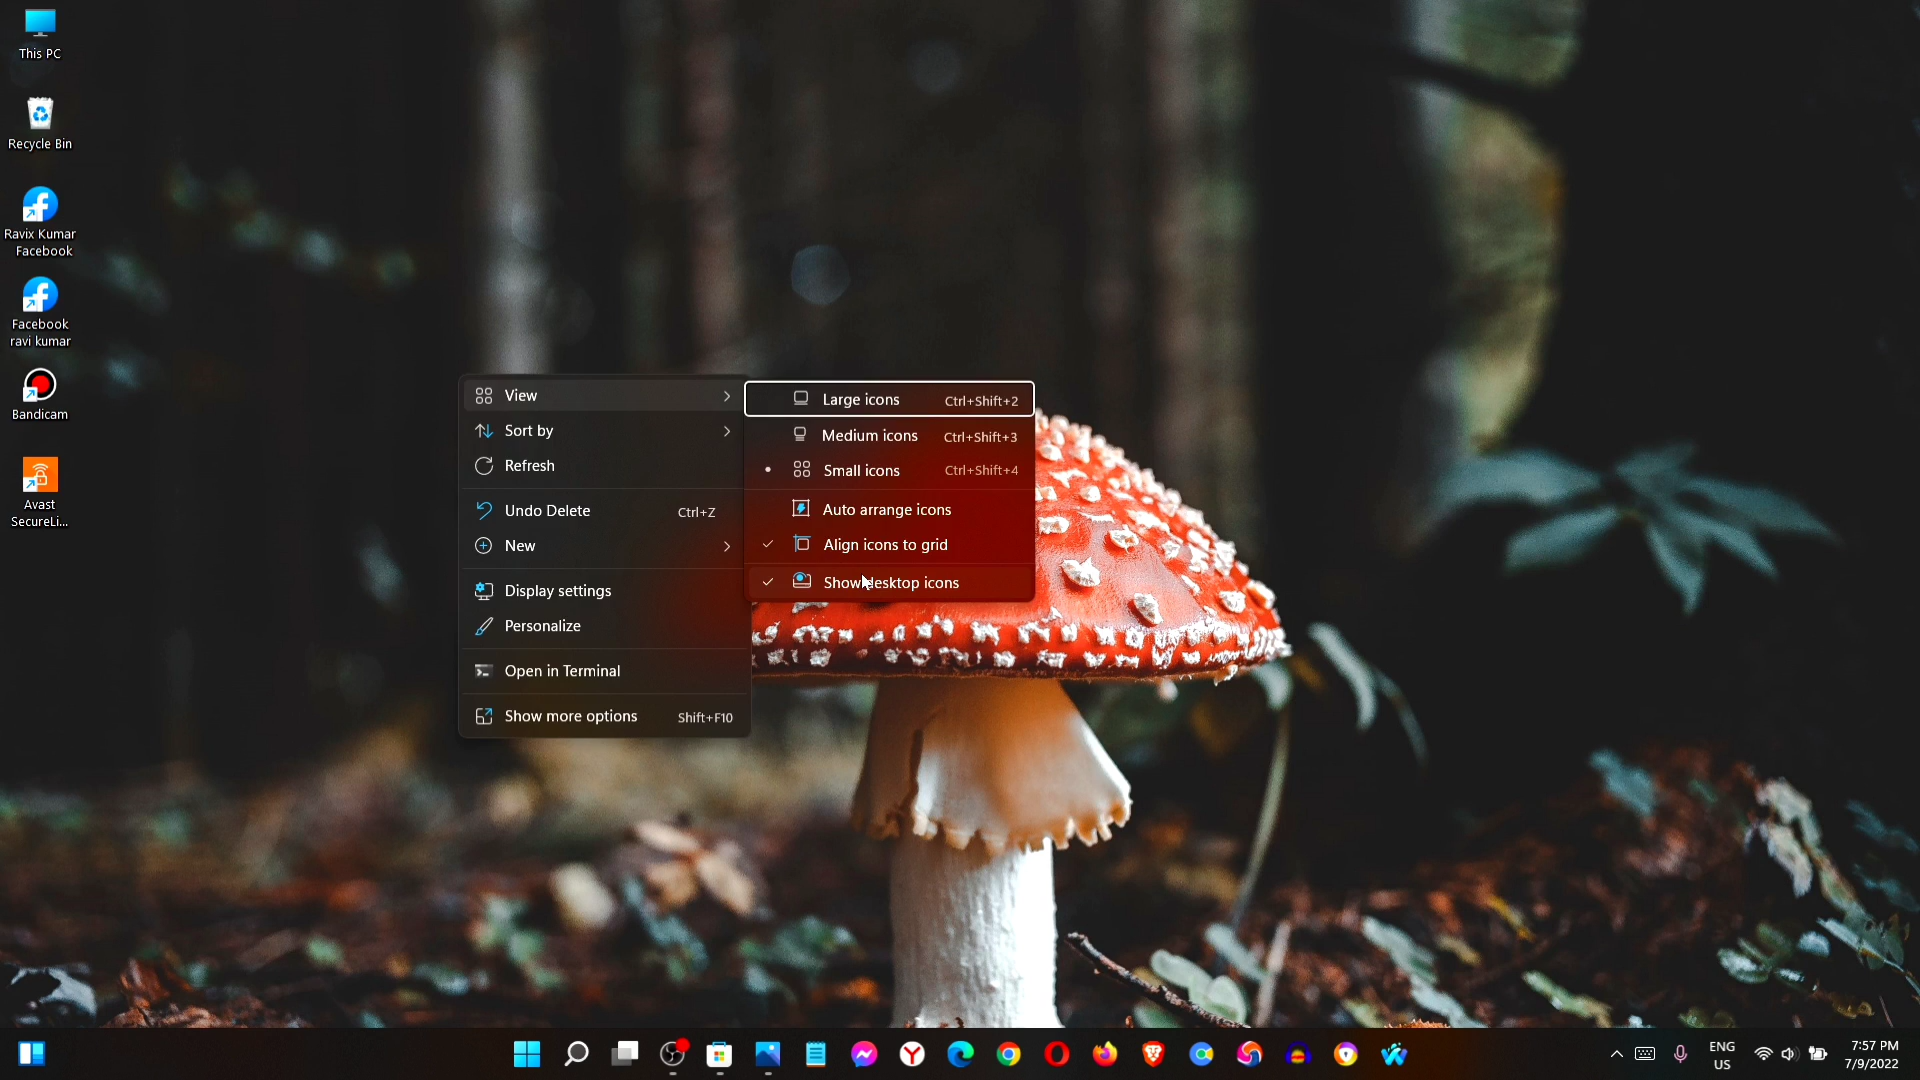 This PC
Recycle Bin
Ravix Kumar
Facebook
Facebook
ravi kumar
Bandicam
Avast
SecureLi...
View
Sort by
Refresh
Undo Delete Ctrl+Z
New
Display settings
Personalize
Open in Terminal
Show more options Shift+F10
Large icons Ctrl+Shift+2
Medium icons Ctrl+Shift+3
Small icons Ctrl+Shift+4
Auto arrange icons
Align icons to grid
Show desktop icons
ENG
US
7:57 PM
7/9/2022